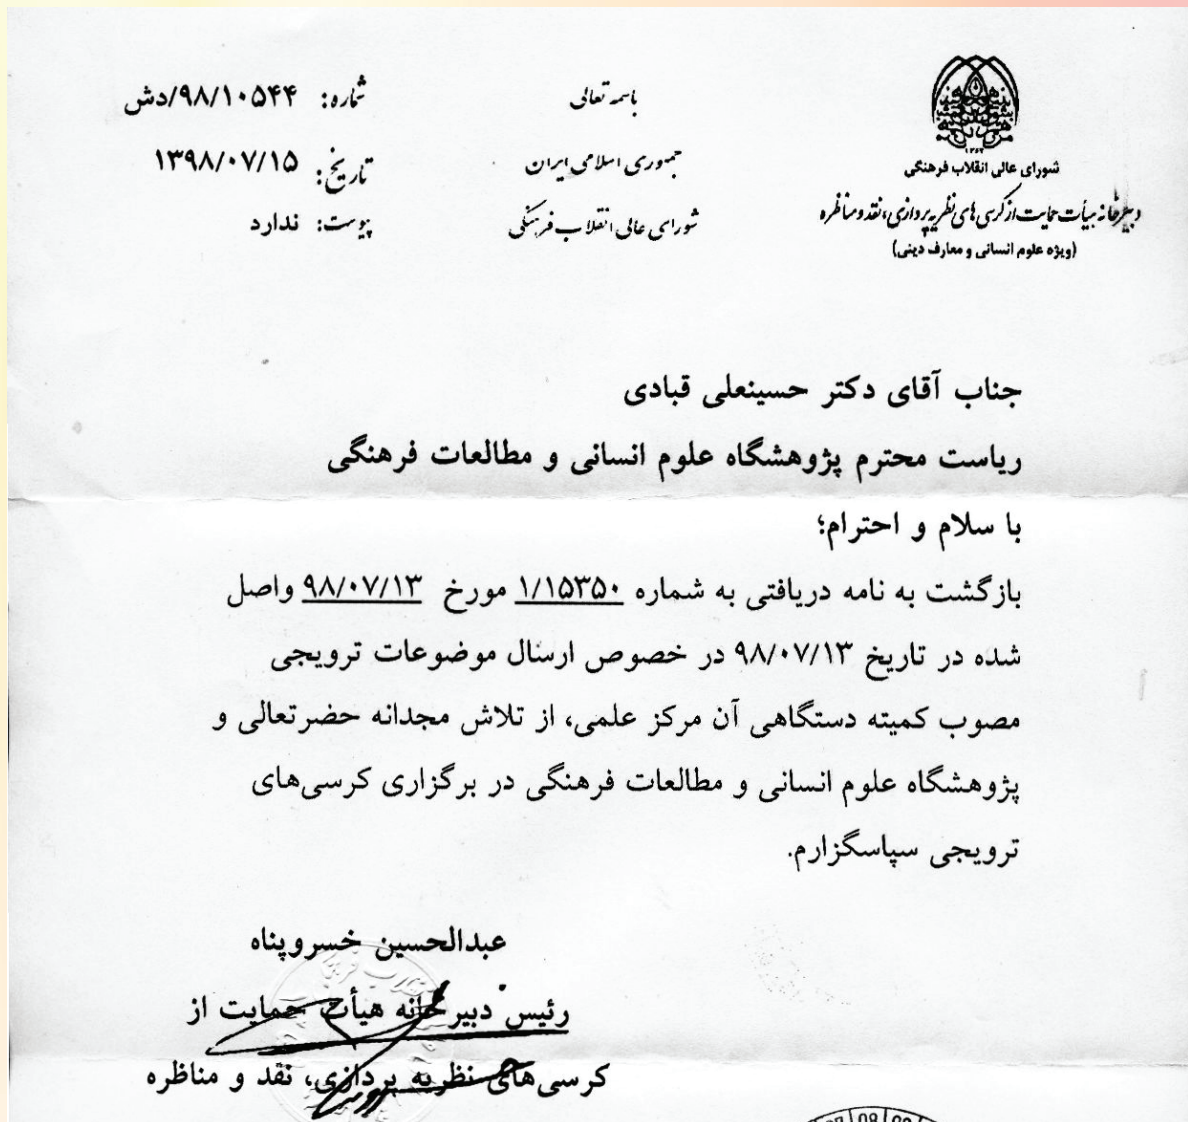 شماره: ۹۸/۱۰۵۴۴/دش
تاریخ: ۱۳۹۸/۰۷/۱۵
پیوست: ندارد
باسمه تعالی
جمهوری اسلامی ایران
شورای عالی انقلاب فرهنگی
۱۳۶۳
شورای عالی انقلاب فرهنگی
دبیرخانه هیأت حمایت از کرسی های نظریه پردازی، نقد و مناظره
(ویژه علوم انسانی و معارف دینی)
جناب آقای دکتر حسینعلی قبادی
ریاست محترم پژوهشگاه علوم انسانی و مطالعات فرهنگی
با سلام و احترام؛
بازگشت به نامه دریافتی به شماره ۱/۱۵۳۵۰ مورخ ۹۸/۰۷/۱۳ واصل
شده در تاریخ ۹۸/۰۷/۱۳ در خصوص ارسال موضوعات ترویجی
مصوب کمیته دستگاهی آن مرکز علمی، از تلاش مجدانه حضرتعالی و
پژوهشگاه علوم انسانی و مطالعات فرهنگی در برگزاری کرسی‌های
ترویجی سپاسگزارم.
عبدالحسین خسروپناه
رئیس دبیرخانه هیأت حمایت از
کرسی‌های نظریه پردازی، نقد و مناظره